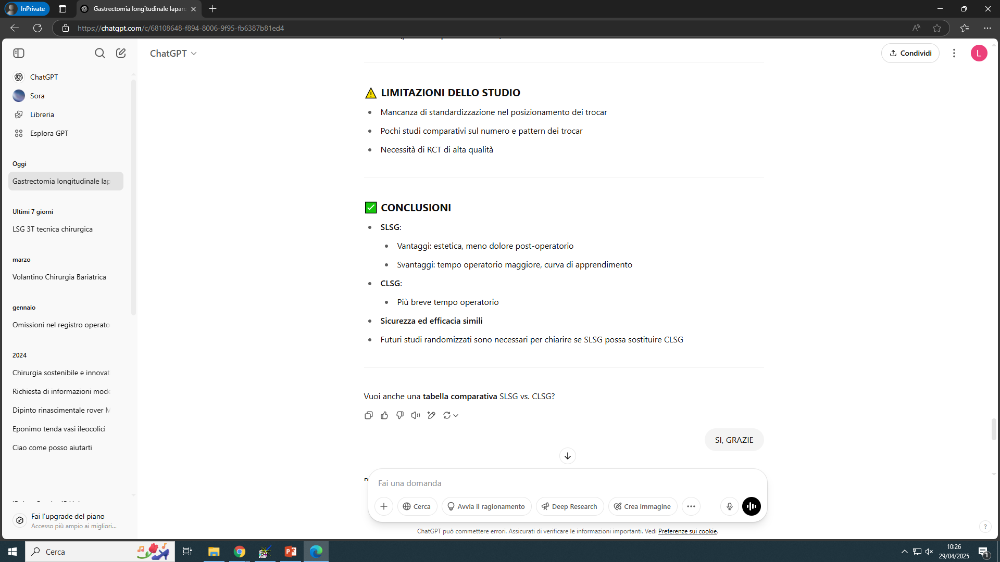 InPrivate
Gastrectomia longitudinale laparo
https://chatgpt.com/c/68108648-f894-8006-9f95-fb6387b81ed4
ChatGPT
Condividi
L
ChatGPT
Sora
Libreria
Esplora GPT
Oggi
Gastrectomia longitudinale lap
Ultimi 7 giorni
LSG 3T tecnica chirurgica
marzo
Volantino Chirurgia Bariatrica
gennaio
Omissioni nel registro operato
2024
Chirurgia sostenibile e innovat
Richiesta di informazioni mode
Dipinto rinascimentale rover M
Eponimo tenda vasi ileocolici
Ciao come posso aiutarti
Fai l'upgrade del piano
Accesso più ampio ai migliori...
⚠️ LIMITAZIONI DELLO STUDIO
• Mancanza di standardizzazione nel posizionamento dei trocar
• Pochi studi comparativi sul numero e pattern dei trocar
• Necessità di RCT di alta qualità
✅ CONCLUSIONI
• SLSG:
• Vantaggi: estetica, meno dolore post-operatorio
• Svantaggi: tempo operatorio maggiore, curva di apprendimento
• CLSG:
• Più breve tempo operatorio
• Sicurezza ed efficacia simili
• Futuri studi randomizzati sono necessari per chiarire se SLSG possa sostituire CLSG
Vuoi anche una tabella comparativa SLSG vs. CLSG?
SI, GRAZIE
Fai una domanda
Cerca
Avvia il ragionamento
Deep Research
Crea immagine
ChatGPT può commettere errori. Assicurati di verificare le informazioni importanti. Vedi Preferenze sui cookie.
?
Cerca
10:26
29/04/2025
1